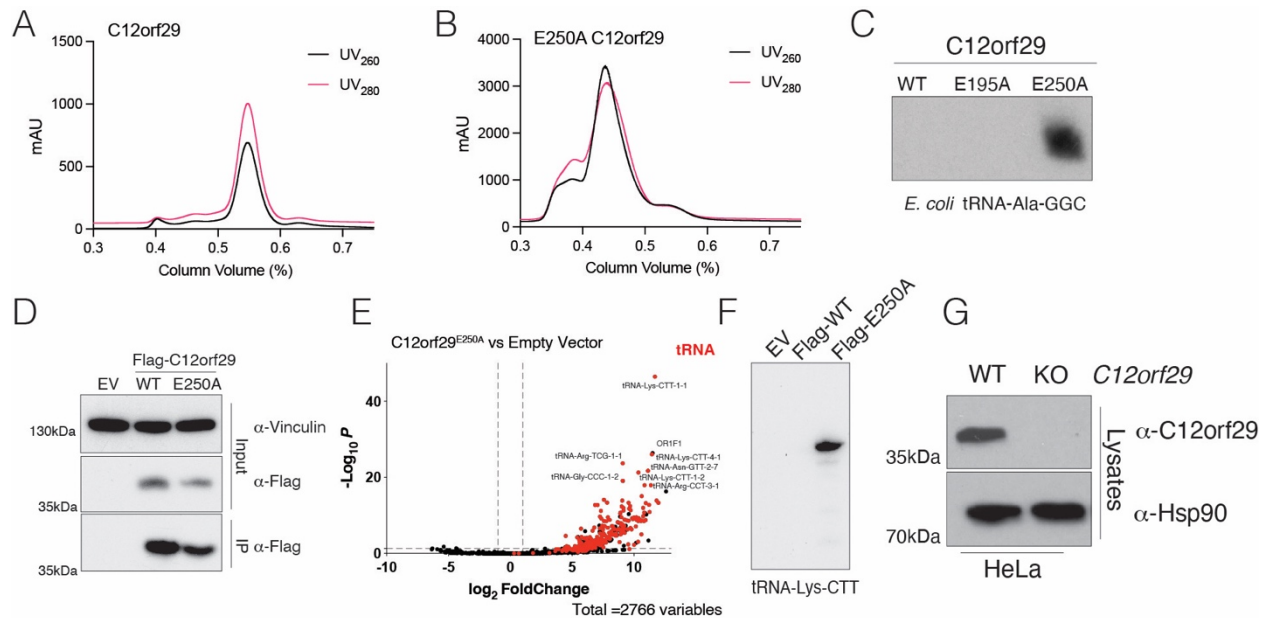 A
C12orf29
UV260
UV280
1500
1000
500
0
mAU
0.3 0.4 0.5 0.6 0.7
Column Volume (%)
B
E250A C12orf29
UV260
UV280
4000
3000
2000
1000
0
mAU
0.3 0.4 0.5 0.6 0.7
Column Volume (%)
C
C12orf29
WT E195A E250A
E. coli tRNA-Ala-GGC
D
Flag-C12orf29
EV WT E250A
130kDa
α-Vinculin
35kDa
α-Flag
Input
35kDa
α-Flag
IP
E
C12orf29E250A vs Empty Vector
tRNA
tRNA-Lys-CTT-1-1
OR1F1
tRNA-Arg-TCG-1-1
tRNA-Lys-CTT-4-1
tRNA-Asn-GTT-2-7
tRNA-Gly-CCC-1-2
tRNA-Lys-CTT-1-2
tRNA-Arg-CCT-3-1
40
20
0
-Log10 P
-10 -5 0 5 10
log2 FoldChange
Total =2766 variables
F
EV
Flag-WT
Flag-E250A
tRNA-Lys-CTT
G
WT KO C12orf29
α-C12orf29
35kDa
α-Hsp90
70kDa
Lysates
HeLa